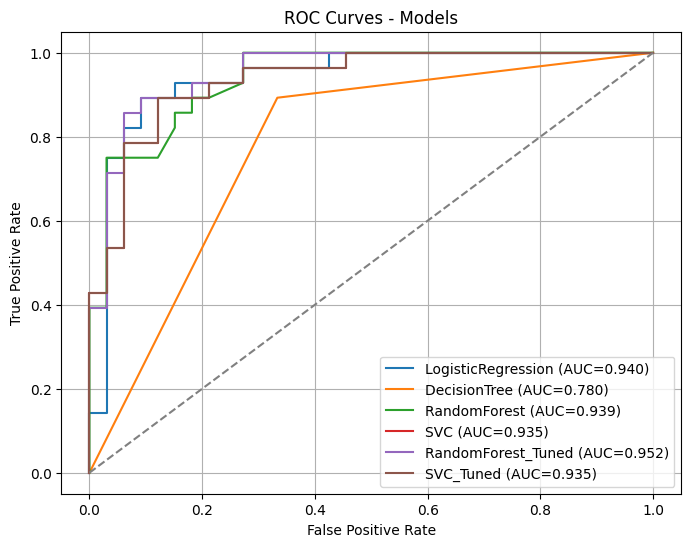 ROC Curves - Models
True Positive Rate
1.0
0.8
0.6
0.4
0.2
0.0
LogisticRegression (AUC=0.940)
DecisionTree (AUC=0.780)
RandomForest (AUC=0.939)
SVC (AUC=0.935)
RandomForest_Tuned (AUC=0.952)
SVC_Tuned (AUC=0.935)
0.0 0.2 0.4 0.6 0.8 1.0
False Positive Rate